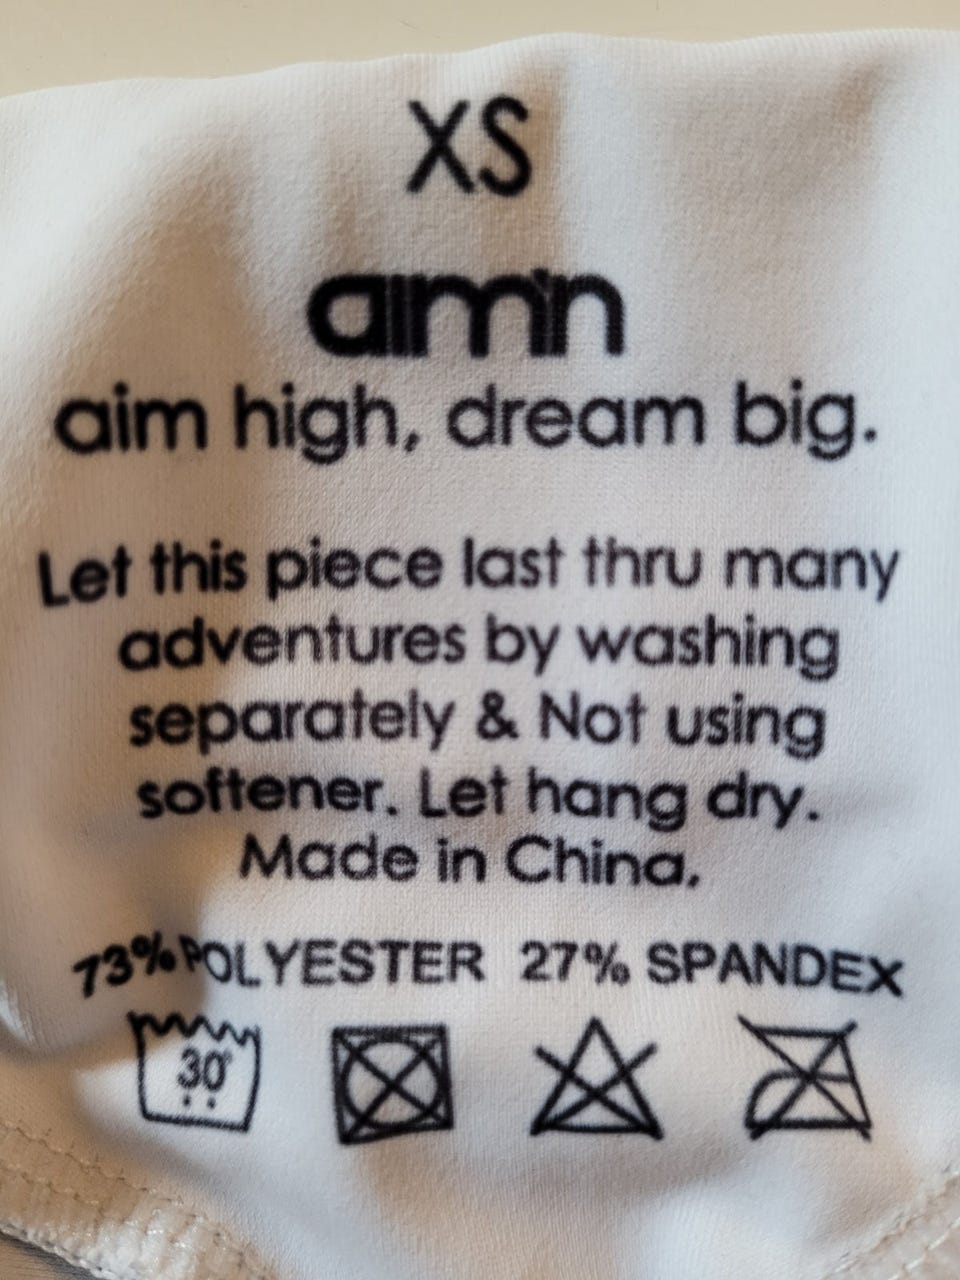 XS
aim'n
aim high, dream big.
Let this piece last thru many
adventures by washing
separately & Not using
softener. Let hang dry.
Made in China.
73% POLYESTER 27% SPANDEX
30°